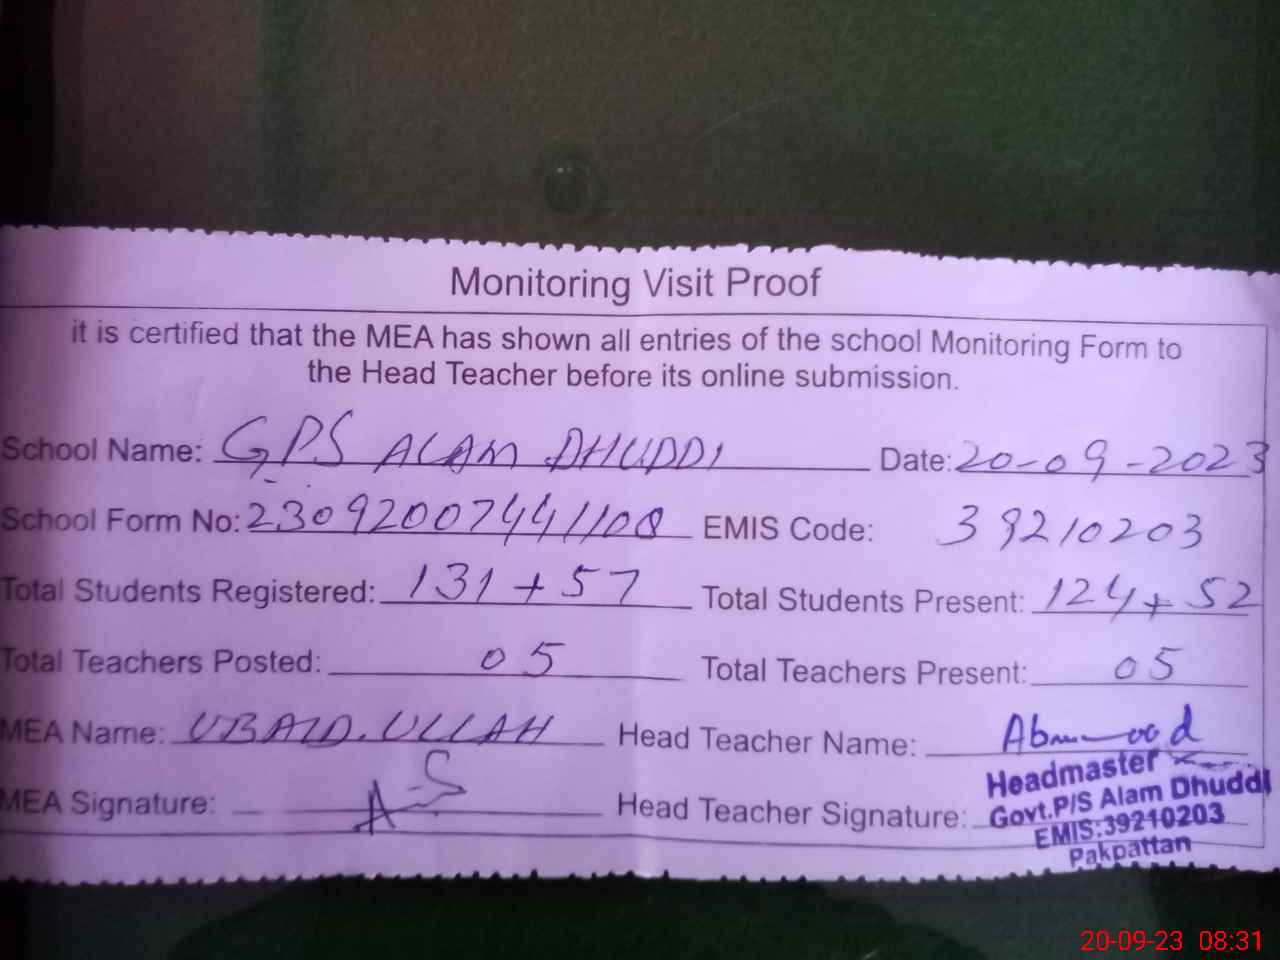 Monitoring Visit Proof
it is certified that the MEA has shown all entries of the school Monitoring Form to
the Head Teacher before its online submission.
School Name: GPS ALAM DHUDDI Date: 20-09-2023
School Form No: 230920074411108 EMIS Code: 39210203
Total Students Registered: 131 + 57 Total Students Present: 124 + 52
Total Teachers Posted: 05 Total Teachers Present: 05
MEA Name: UBAID.ULLAH Head Teacher Name:
MEA Signature: Head Teacher Signature:
Headmaster
Govt.P/S Alam Dhuddi
EMIS:39210203
Pakpattan
20-09-23 08:31